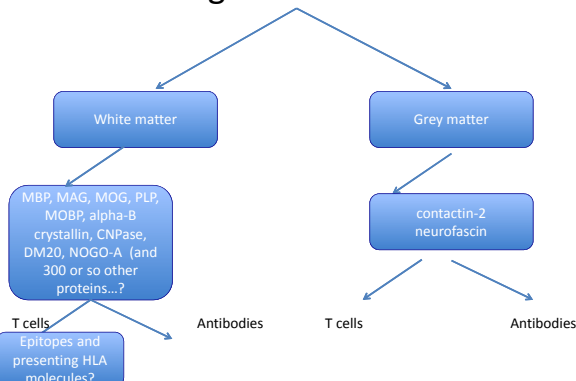 White matter
Grey matter
MBP, MAG, MOG, PLP,
MOBP, alpha-B
crystallin, CNPase,
DM20, NOGO-A  (and
300 or so other
proteins...?
contactin-2
neurofascin
T cells
Antibodies
T cells
Antibodies
Epitopes and
presenting HLA
molecules?